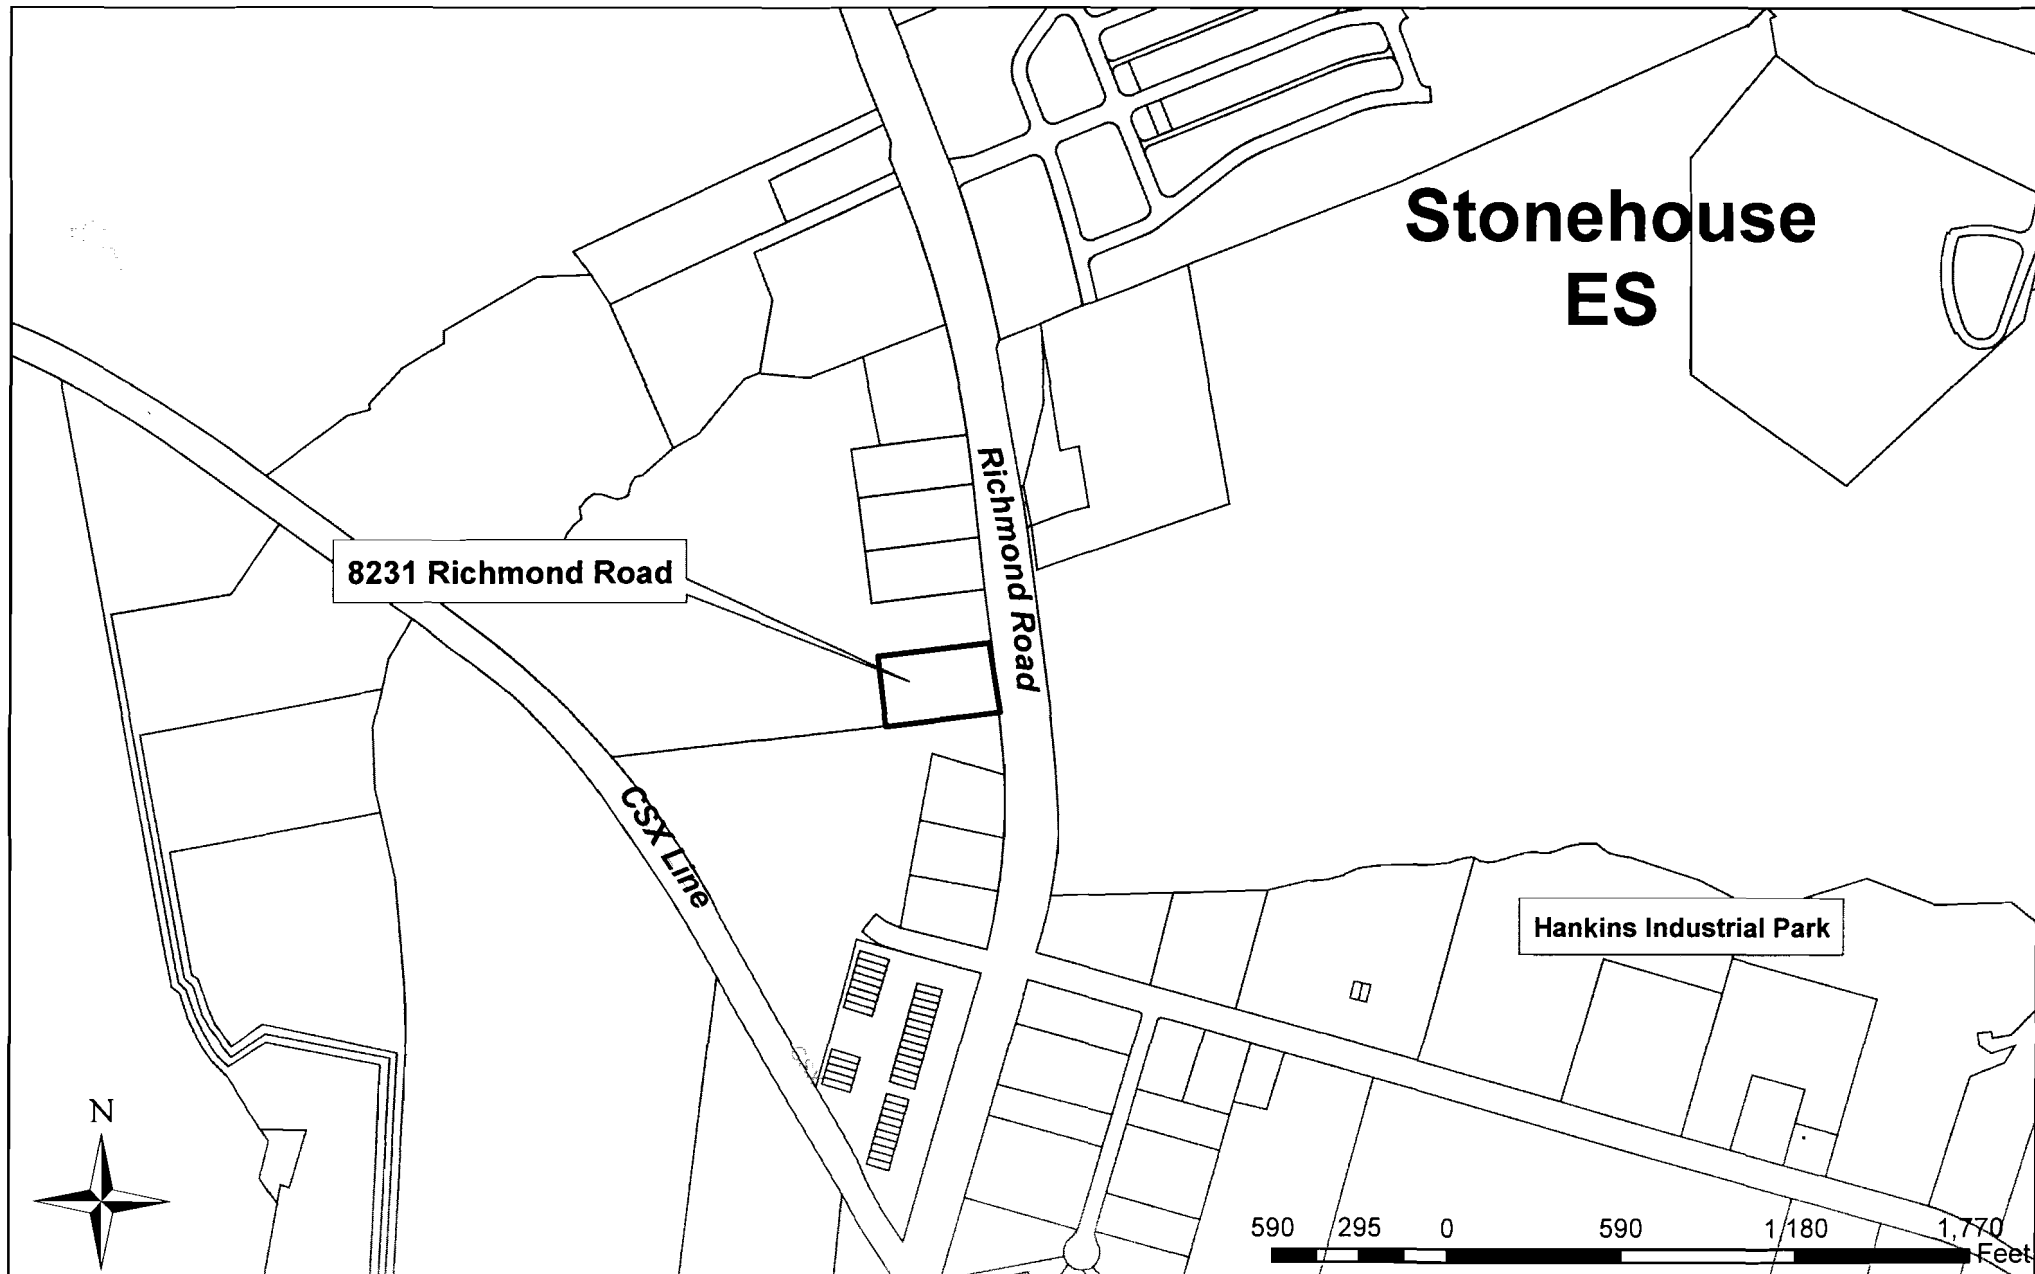 Stonehouse
ES
Richmond Road
8231 Richmond Road
CSX Line
Hankins Industrial Park
N
590 295 0 590 1,180 1,770
Feet